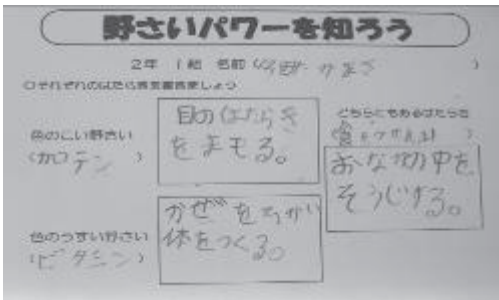 野さいパワーを知ろう
2年 1組 名前(
○それぞれのはたらきを書きましょう
色のこい野さい
(カロテン)
目のはたらき
をまもる。
どちらにもあるはたらき
色のうすい野さい
(ビタミン)
かぜを
体をつくる。
おなかの中を
そうじする。